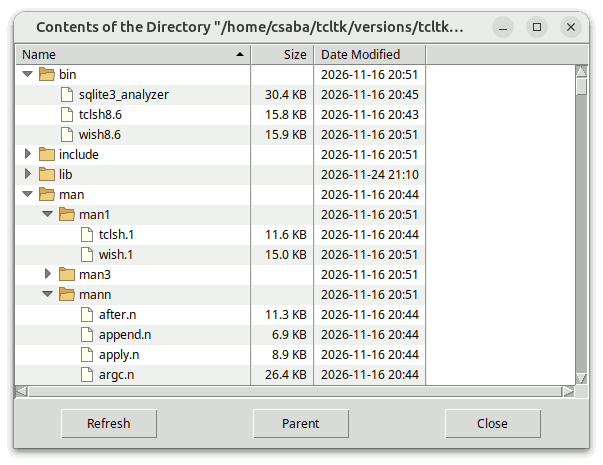 Contents of the Directory "/home/csaba/tcltk/versions/tcltk...
Name Size Date Modified
bin 2026-11-16 20:51
sqlite3_analyzer 30.4 KB 2026-11-16 20:45
tclsh8.6 15.8 KB 2026-11-16 20:43
wish8.6 15.9 KB 2026-11-16 20:51
include 2026-11-16 20:51
lib 2026-11-24 21:10
man 2026-11-16 20:44
man1 2026-11-16 20:51
tclsh.1 11.6 KB 2026-11-16 20:44
wish.1 15.0 KB 2026-11-16 20:51
man3 2026-11-16 20:51
mann 2026-11-16 20:51
after.n 11.3 KB 2026-11-16 20:44
append.n 6.9 KB 2026-11-16 20:44
apply.n 8.9 KB 2026-11-16 20:44
argc.n 26.4 KB 2026-11-16 20:44
Refresh Parent Close